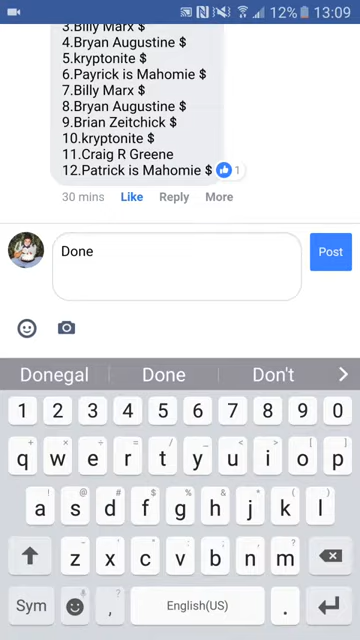 12% 13:09
3.Billy Marx $
4.Bryan Augustine $
5.kryptonite $
6.Payrick is Mahomie $
7.Billy Marx $
8.Bryan Augustine $
9.Brian Zeitchick $
10.kryptonite $
11.Craig R Greene
12.Patrick is Mahomie $ 1
30 mins Like Reply More
Done Post
Donegal Done Don't
1 2 3 4 5 6 7 8 9 0
q w e r t y u i o p
a s d f g h j k l
z x c v b n m
Sym , English(US) .